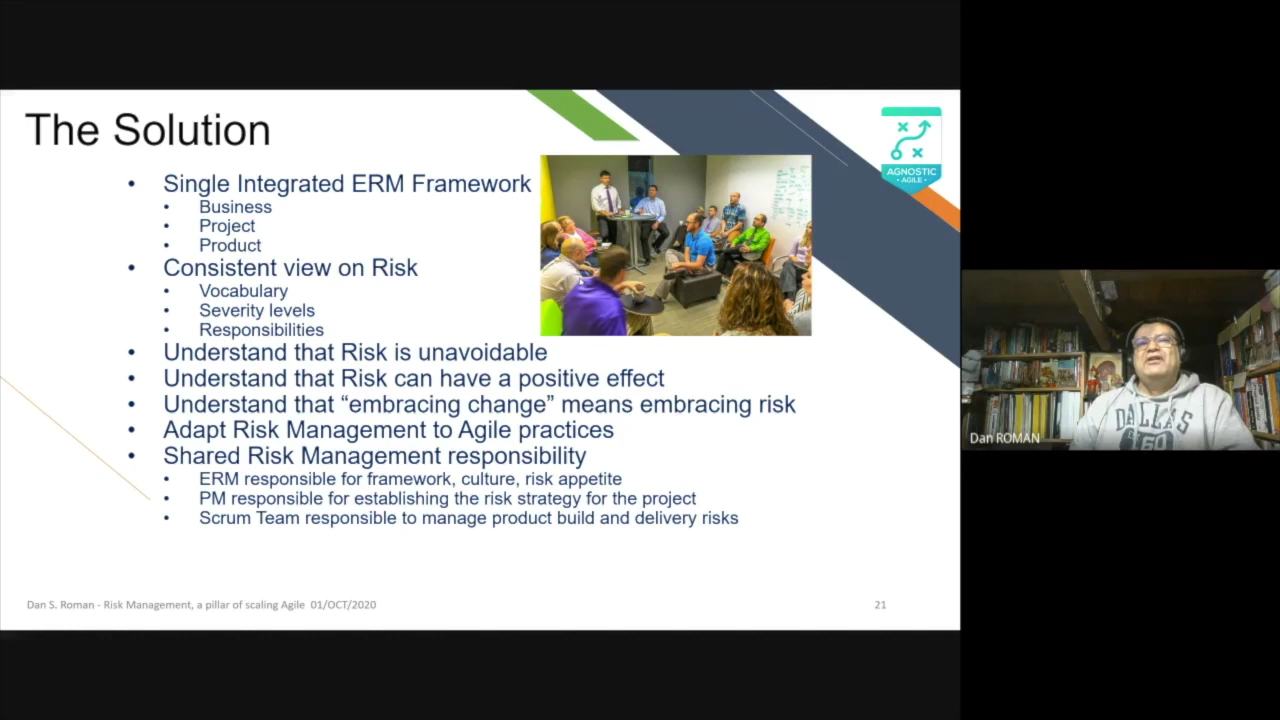 The Solution
• Single Integrated ERM Framework
• Business
• Project
• Product
• Consistent view on Risk
• Vocabulary
• Severity levels
• Responsibilities
• Understand that Risk is unavoidable
• Understand that Risk can have a positive effect
• Understand that “embracing change” means embracing risk
• Adapt Risk Management to Agile practices
• Shared Risk Management responsibility
• ERM responsible for framework, culture, risk appetite
• PM responsible for establishing the risk strategy for the project
• Scrum Team responsible to manage product build and delivery risks
Dan S. Roman - Risk Management, a pillar of scaling Agile 01/OCT/2020
21
AGNOSTIC
• AGILE •
DALLAS
Dan ROMAN